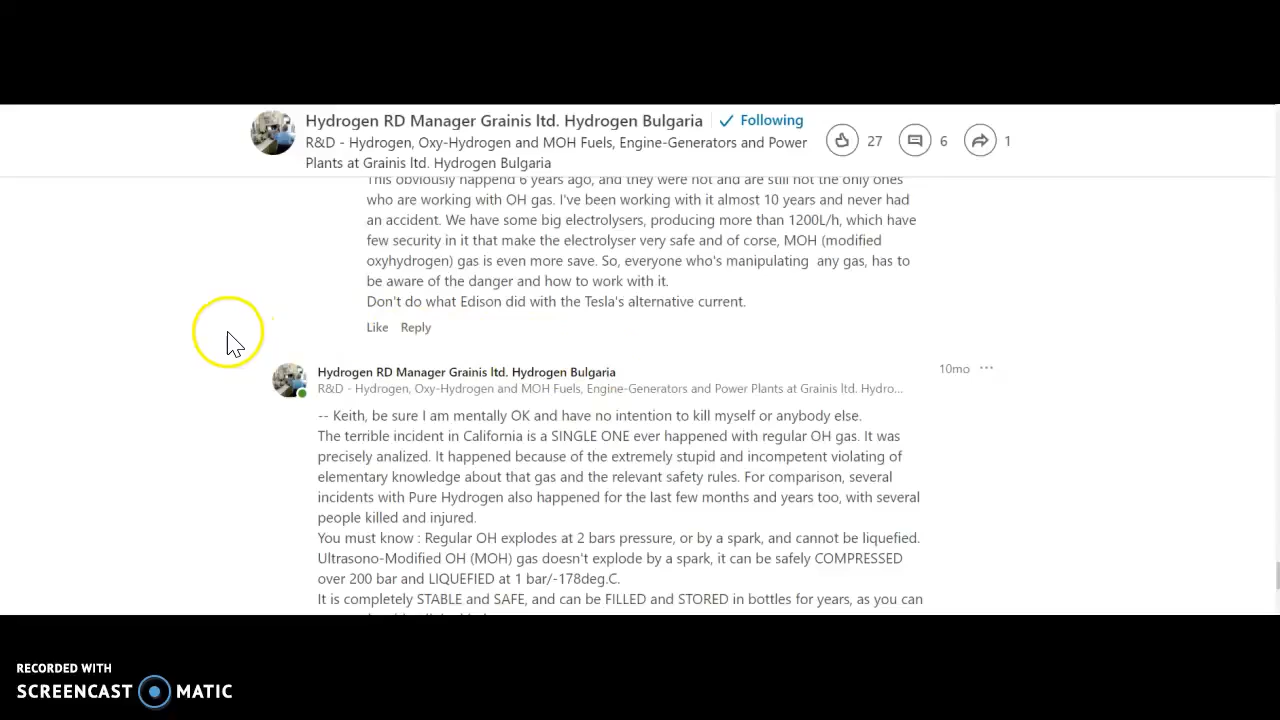 Hydrogen RD Manager Grainis ltd. Hydrogen Bulgaria Following
R&D - Hydrogen, Oxy-Hydrogen and MOH Fuels, Engine-Generators and Power
Plants at Grainis ltd. Hydrogen Bulgaria
27 6 1
This obviously happend 6 years ago, and they were not and are still not the only ones
who are working with OH gas. I've been working with it almost 10 years and never had
an accident. We have some big electrolysers, producing more than 1200L/h, which have
few security in it that make the electrolyser very safe and of corse, MOH (modified
oxyhydrogen) gas is even more save. So, everyone who's manipulating any gas, has to
be aware of the danger and how to work with it.
Don't do what Edison did with the Tesla's alternative current.
Like Reply
Hydrogen RD Manager Grainis ltd. Hydrogen Bulgaria 10mo
R&D - Hydrogen, Oxy-Hydrogen and MOH Fuels, Engine-Generators and Power Plants at Grainis ltd. Hydro...
-- Keith, be sure I am mentally OK and have no intention to kill myself or anybody else.
The terrible incident in California is a SINGLE ONE ever happened with regular OH gas. It was
precisely analized. It happened because of the extremely stupid and incompetent violating of
elementary knowledge about that gas and the relevant safety rules. For comparison, several
incidents with Pure Hydrogen also happened for the last few months and years too, with several
people killed and injured.
You must know : Regular OH explodes at 2 bars pressure, or by a spark, and cannot be liquefied.
Ultrasono-Modified OH (MOH) gas doesn't explode by a spark, it can be safely COMPRESSED
over 200 bar and LIQUEFIED at 1 bar/-178deg.C.
It is completely STABLE and SAFE, and can be FILLED and STORED in bottles for years, as you can
RECORDED WITH
SCREENCAST MATIC